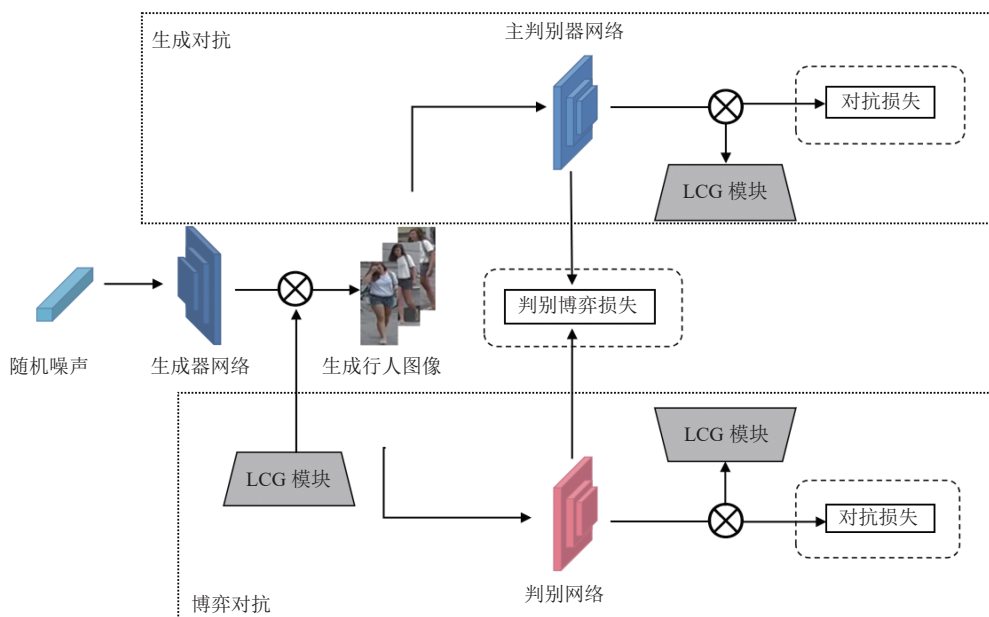 生成对抗
主判别器网络
对抗损失
LCG 模块
判别博弈损失
随机噪声
生成器网络
生成行人图像
LCG 模块
LCG 模块
对抗损失
判别网络
博弈对抗